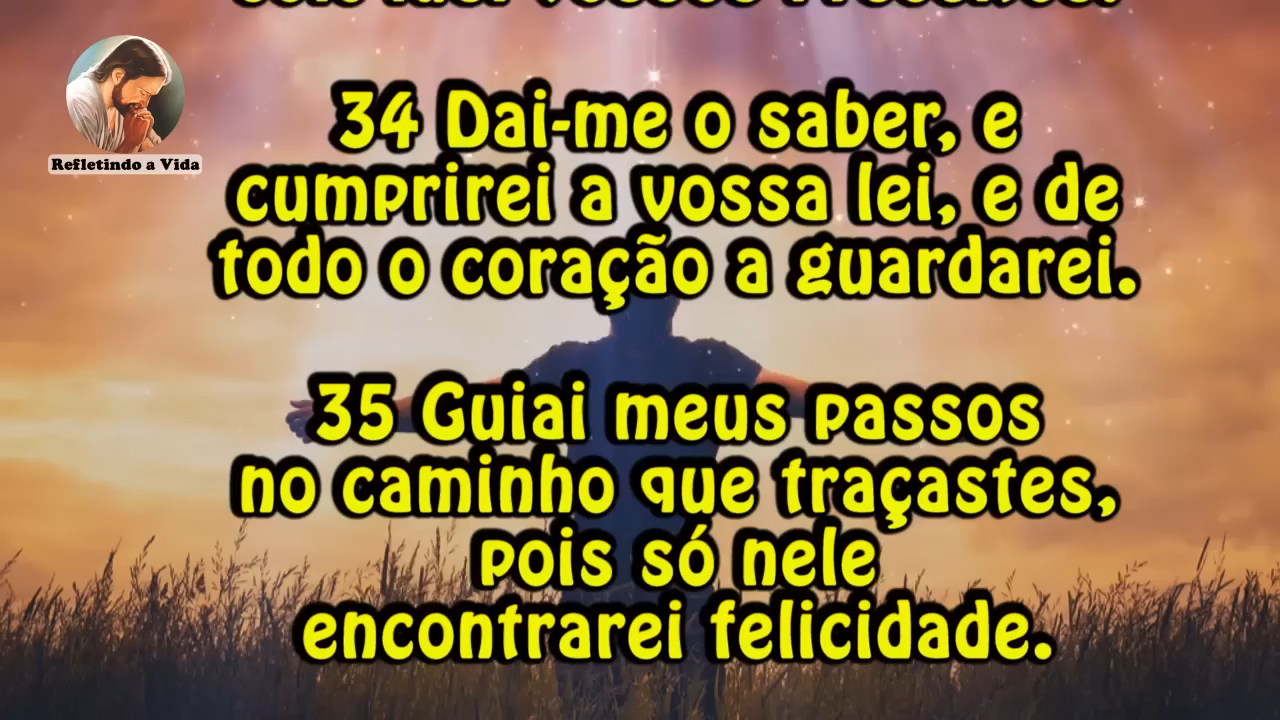 Refletindo a Vida
34 Dai-me o saber, e
cumprirei a vossa lei, e de
todo o coração a guardarei.
35 Guiai meus passos
no caminho que traçastes,
pois só nele
encontrarei felicidade.